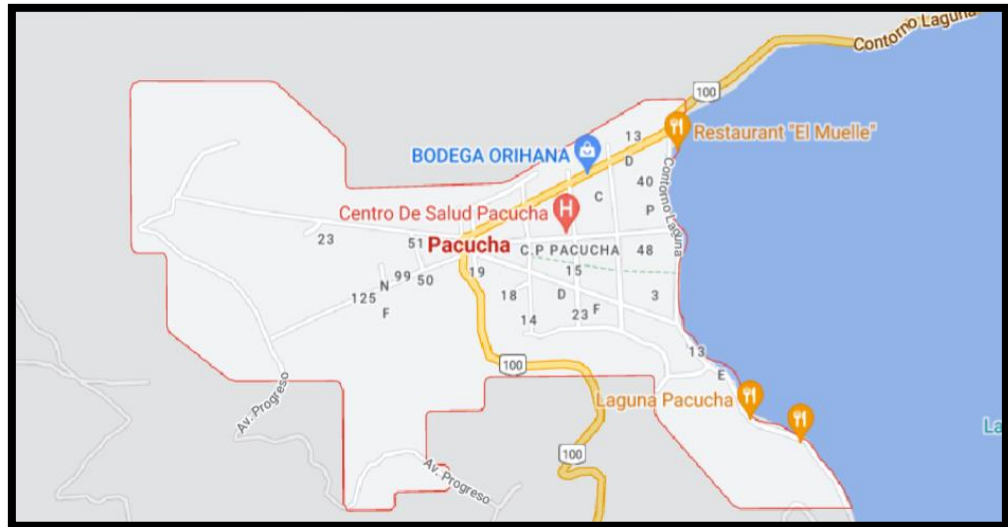 Contorno Laguna
100
Restaurant "El Muelle"
13
BODEGA ORIHANA
D
40
C
Centro De Salud Pacucha
H
P
Contorno Laguna
23
51
Pacucha
C.P PACUCHA
48
99
50
19
15
N
125
18
D
3
F
14
23
F
13
100
E
Laguna Pacucha
Av. Progreso
La
100
Av. Progreso